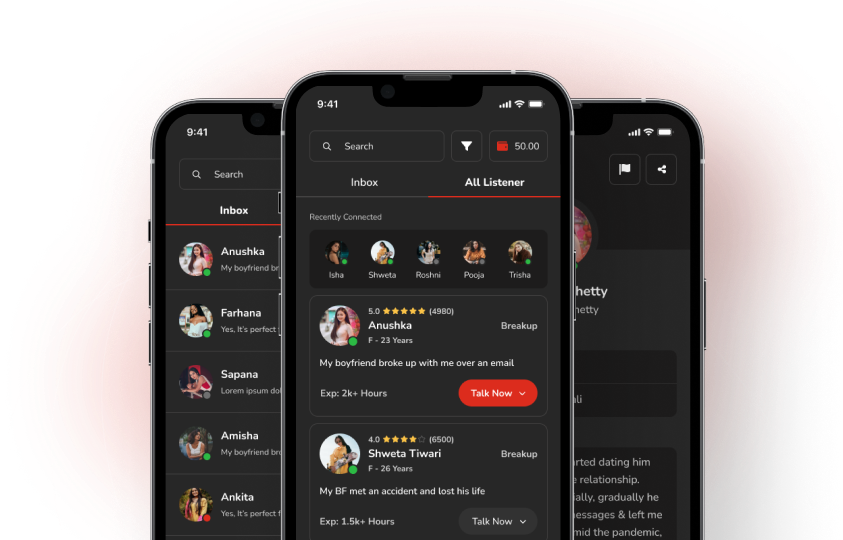 9:41
Search
Inbox
Anushka
My boyfriend br
Farhana
Yes, It's perfect
Sapana
Lorem ipsum dol
Amisha
My boyfriend bro
Ankita
Yes, It's perfect f
9:41
Search
50.00
Inbox
All Listener
Recently Connected
Isha
Shweta
Roshni
Pooja
Trisha
5.0 (4980)
Anushka
Breakup
F - 23 Years
My boyfriend broke up with me over an email
Exp: 2k+ Hours
Talk Now
4.0 (6500)
Shweta Tiwari
Breakup
F - 26 Years
My BF met an accident and lost his life
Exp: 1.5k+ Hours
Talk Now
hetty
netty
ali
arted dating him
e relationship.
ially, gradually he
essages & left me
mid the pandemic,